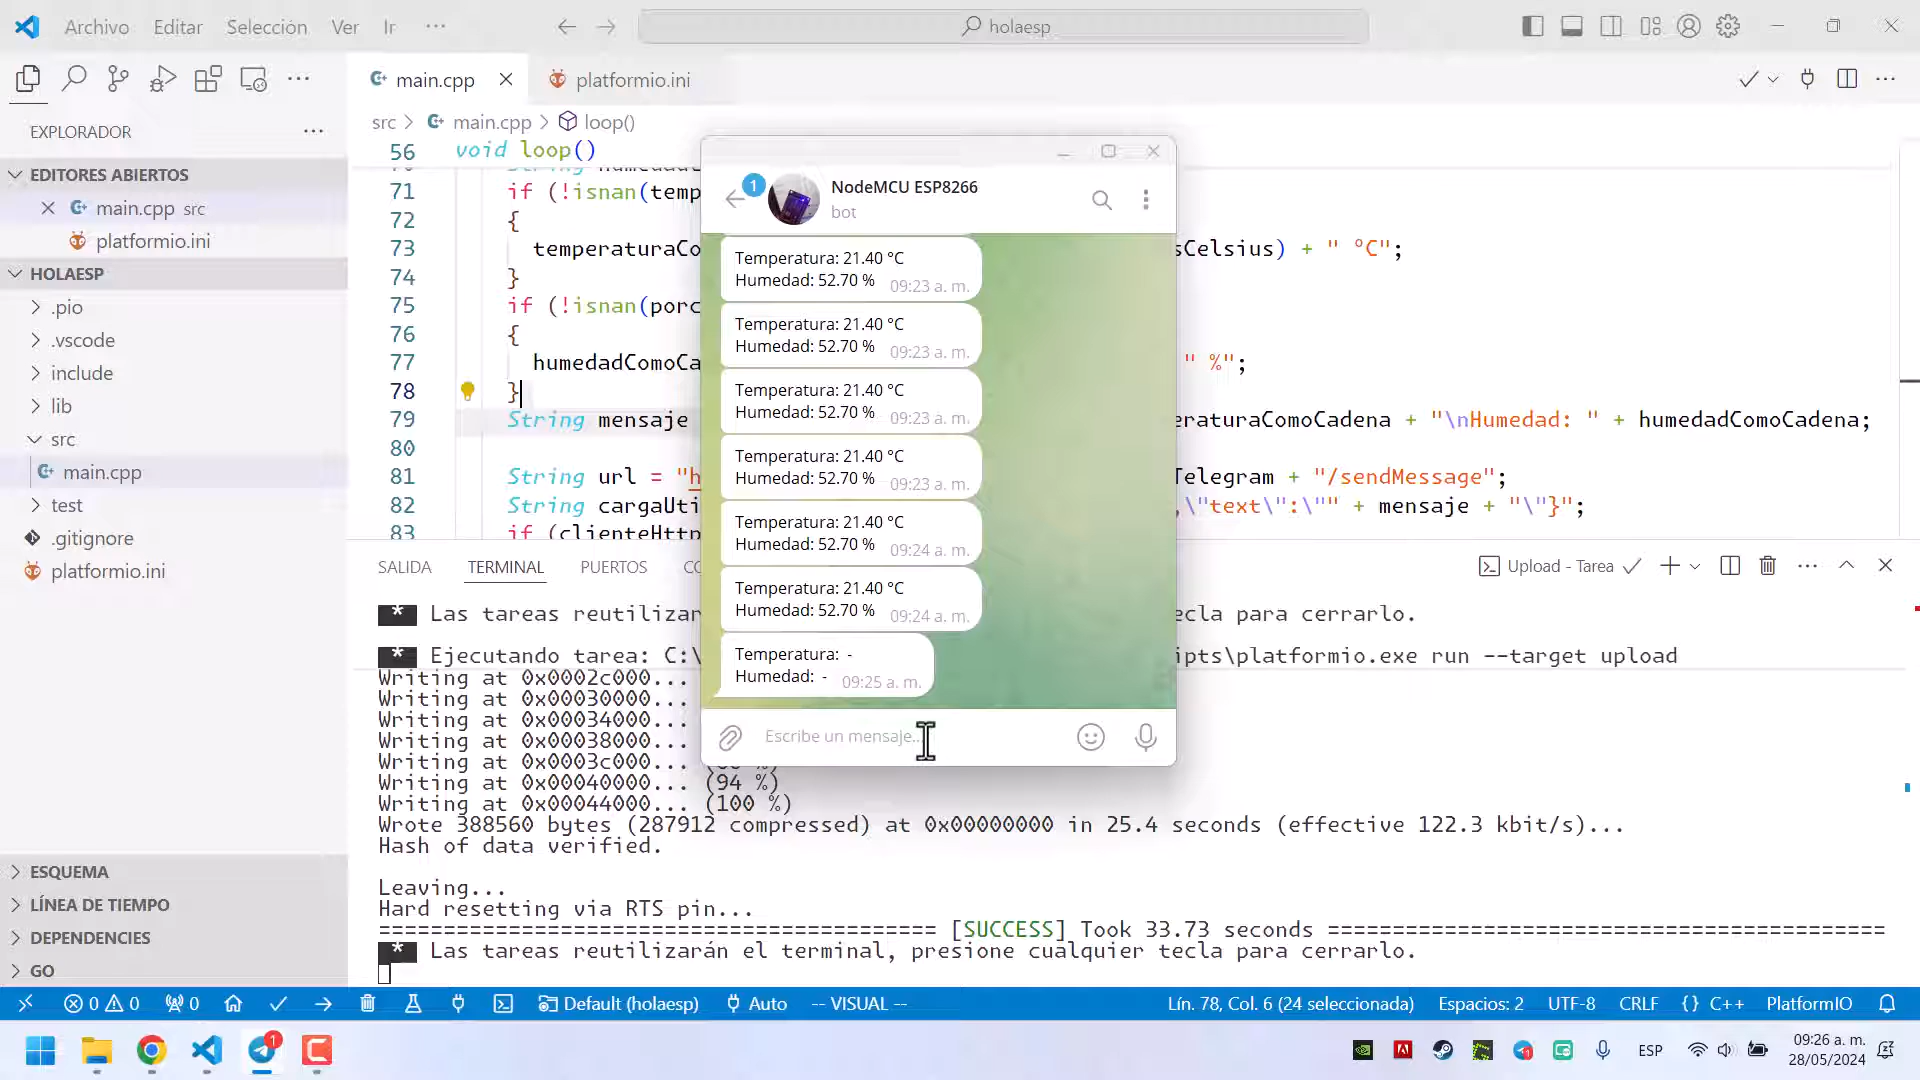 Archivo Editar Selección Ver Ir ··· holaesp
main.cpp platformio.ini
EXPLORADOR
EDITORES ABIERTOS
main.cpp src
platformio.ini
HOLAESP
.pio
.vscode
include
lib
src
main.cpp
test
.gitignore
platformio.ini
ESQUEMA
LÍNEA DE TIEMPO
DEPENDENCIES
GO
src > main.cpp > loop()
56 void loop()
71 if (!isnan(temp
72 {
73 temperaturaCo sCelsius) + " °C";
74 }
75 if (!isnan(porc
76 {
77 humedadComoCa " %";
78 }
79 String mensaje eraturaComoCadena + "\nHumedad: " + humedadComoCadena;
80
81 String url = "h Telegram + "/sendMessage";
82 String cargaUti ,\"text\":\"" + mensaje + "\"}";
83 if (clienteHttp
NodeMCU ESP8266
bot
1
Temperatura: 21.40 °C
Humedad: 52.70 % 09:23 a. m.
Temperatura: 21.40 °C
Humedad: 52.70 % 09:23 a. m.
Temperatura: 21.40 °C
Humedad: 52.70 % 09:23 a. m.
Temperatura: 21.40 °C
Humedad: 52.70 % 09:23 a. m.
Temperatura: 21.40 °C
Humedad: 52.70 % 09:24 a. m.
Temperatura: 21.40 °C
Humedad: 52.70 % 09:24 a. m.
Temperatura: -
Humedad: - 09:25 a. m.
Escribe un mensaje...
SALIDA TERMINAL PUERTOS CO Upload - Tarea
* Las tareas reutilizar ecla para cerrarlo.
* Ejecutando tarea: C:\ ipts\platformio.exe run --target upload
Writing at 0x0002c000...
Writing at 0x00030000...
Writing at 0x00034000...
Writing at 0x00038000...
Writing at 0x0003c000...
Writing at 0x00040000... (94 %)
Writing at 0x00044000... (100 %)
Wrote 388560 bytes (287912 compressed) at 0x00000000 in 25.4 seconds (effective 122.3 kbit/s)...
Hash of data verified.
Leaving...
Hard resetting via RTS pin...
======================================= [SUCCESS] Took 33.73 seconds =======================================
* Las tareas reutilizarán el terminal, presione cualquier tecla para cerrarlo.
0 0 0 Default (holaesp) Auto -- VISUAL -- Lín. 78, Col. 6 (24 seleccionada) Espacios: 2 UTF-8 CRLF {} C++ PlatformIO
1 ESP 09:26 a. m.
28/05/2024